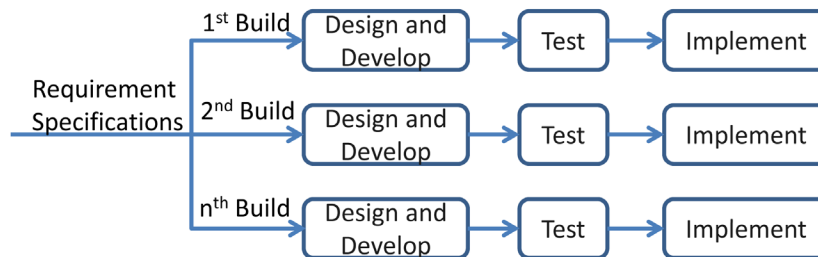 1st Build
Design and
Develop
Test
Implement
Requirement
Specifications
2nd Build
Design and
Develop
Test
Implement
nth Build
Design and
Develop
Test
Implement